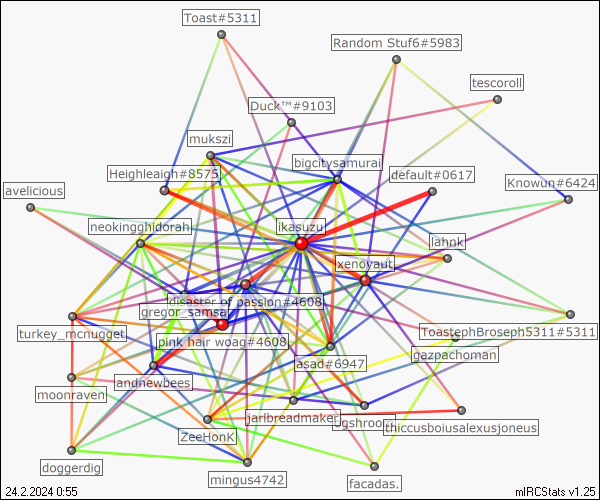 Toast#5311
Random Stuf6#5983
tescoroll
Duck™#9103
mukszi
bigcitysamurai
Heighleaigh#8575
default#0617
Knowun#6424
avelicious
neokingghidorah
ikasuzu
lahnk
xenoyaut
disaster of passion#4608
gregor_samsa
ToastephBroseph5311#5311
turkey_mcnugget
pink hair woag#4608
gazpachoman
asad#6947
andnewbees
moonraven
jarlbreadmaker
ugshroom
thiccusboiusalexusjoneus
ZeeHonK
doggerdig
mingus4742
facadas.
24.2.2024 0:55
mIRCStats v1.25